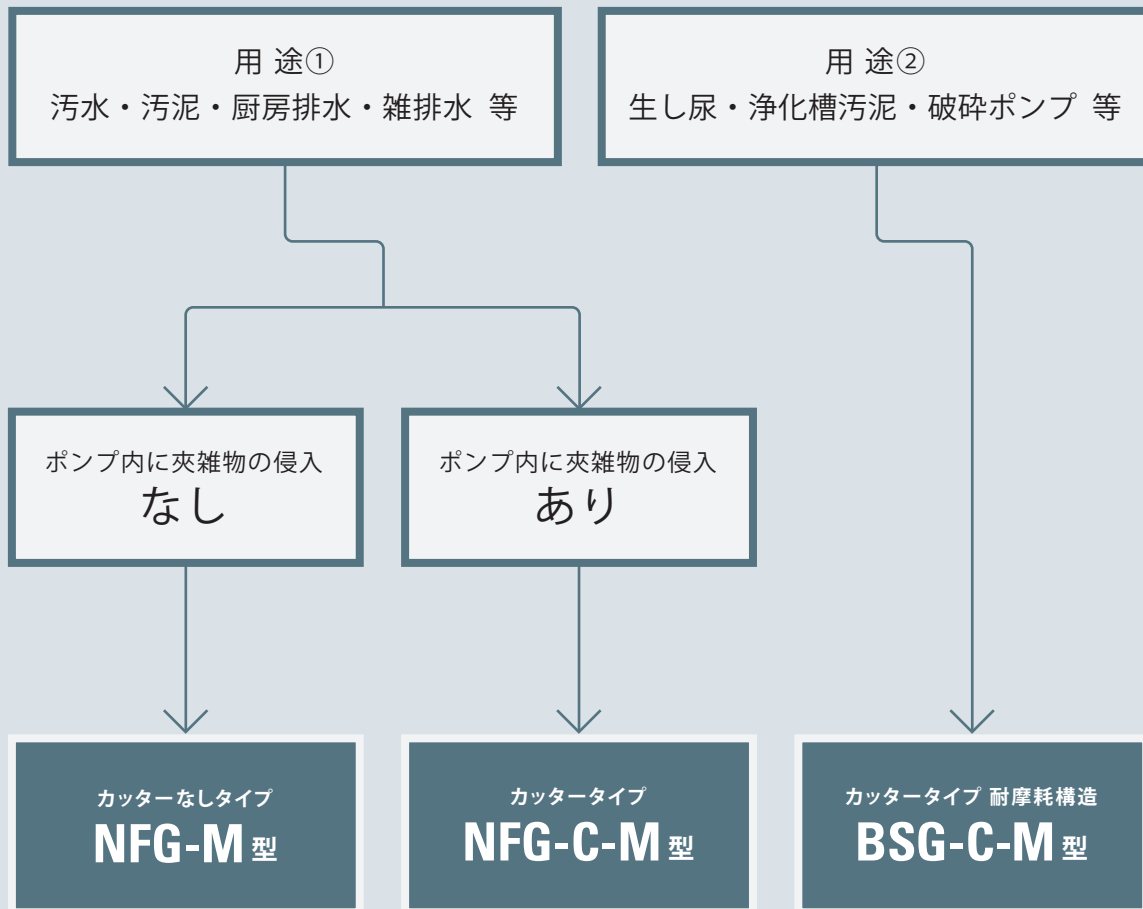 用 途①
汚水・汚泥・厨房排水・雑排水 等
用 途②
生し尿・浄化槽汚泥・破砕ポンプ 等
ポンプ内に夾雑物の侵入
なし
ポンプ内に夾雑物の侵入
あり
カッターなしタイプ
NFG-M 型
カッタータイプ
NFG-C-M 型
カッタータイプ 耐摩耗構造
BSG-C-M 型